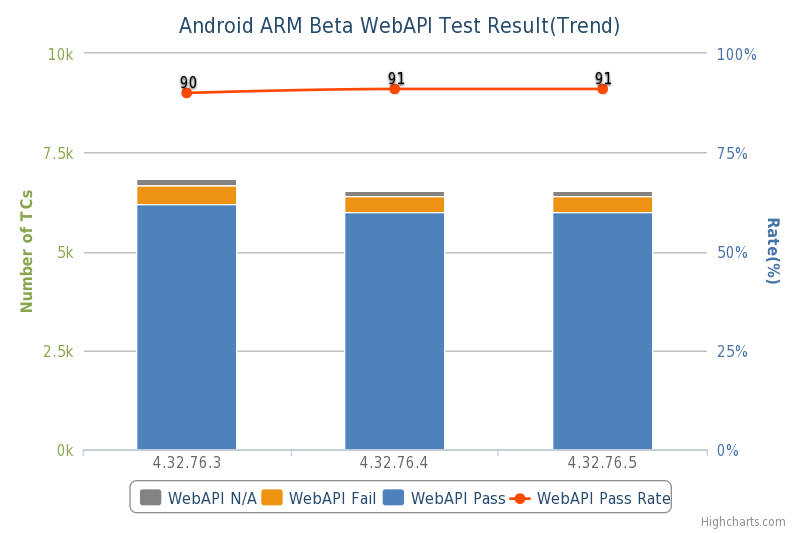 Android ARM Beta WebAPI Test Result(Trend)
10k
100%
90
91
91
7.5k
75%
Number of TCs
Rate(%)
5k
50%
2.5k
25%
0k
0%
4.32.76.3
4.32.76.4
4.32.76.5
WebAPI N/A
WebAPI Fail
WebAPI Pass
WebAPI Pass Rate
Highcharts.com